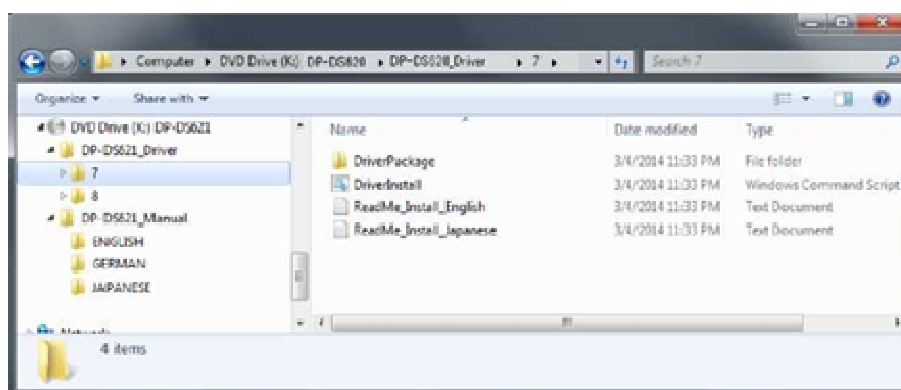 Computer DVD Drive (K:) DP-DS620 DP-DS620_Driver 7 Search 7
Organize Share with
DVD Drive (K:) DP-DS621
DP-DS621_Driver
7
8
DP-DS621_Manual
ENGLISH
GERMAN
JAPANESE
Network
Name Date modified Type
DriverPackage 3/4/2014 11:33 PM File folder
DriverInstall 3/4/2014 11:33 PM Windows Command Script
ReadMe_Install_English 3/4/2014 11:33 PM Text Document
ReadMe_Install_Japanese 3/4/2014 11:33 PM Text Document
4 items